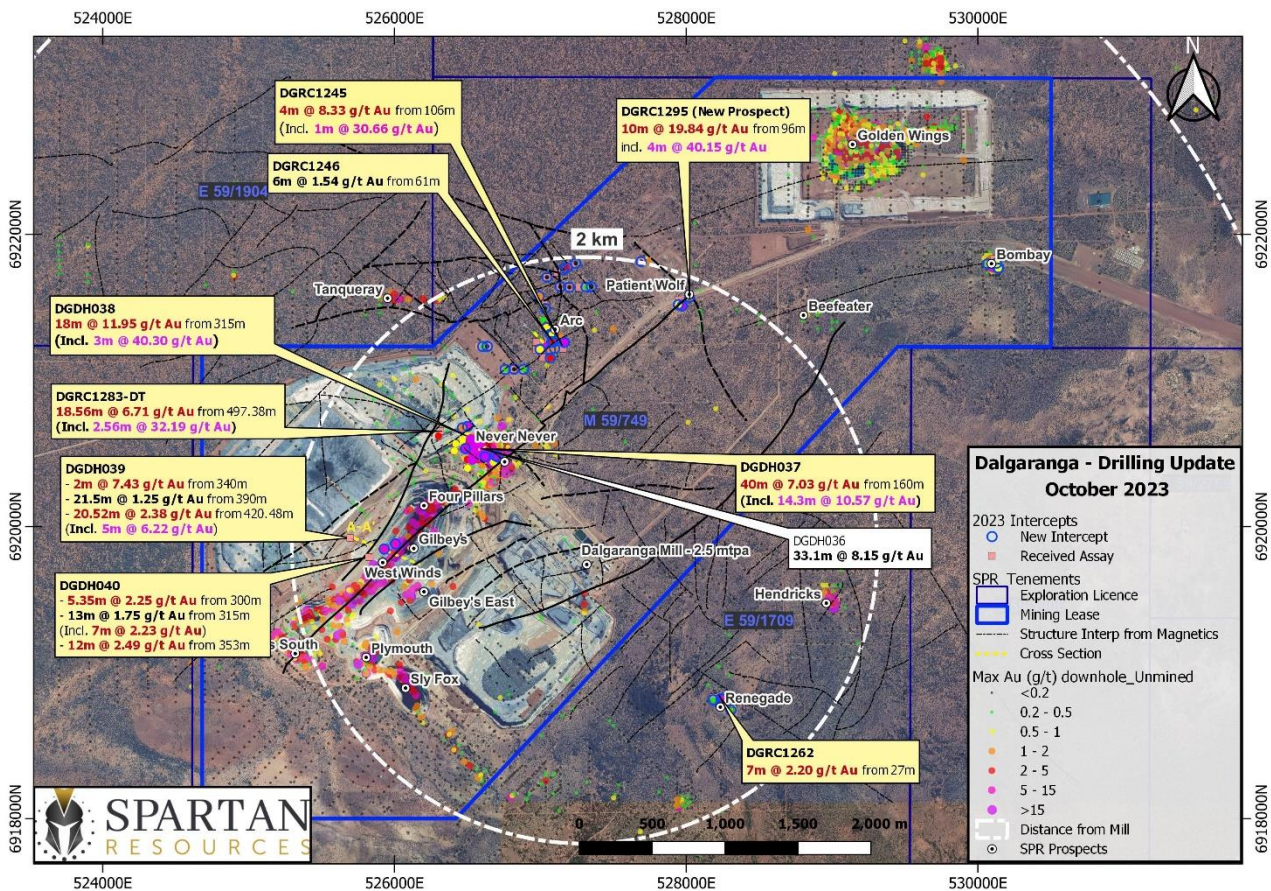 524000E
526000E
528000E
530000E
N
DGRC1245
4m @ 8.33 g/t Au from 106m
(Incl. 1m @ 30.66 g/t Au)
DGRC1295 (New Prospect)
10m @ 19.84 g/t Au from 96m
incl. 4m @ 40.15 g/t Au
Golden Wings
DGRC1246
6m @ 1.54 g/t Au from 61m
E 59/1904
6922000N
6922000N
2 km
Bombay
Tanqueray
Patient Wolf
Beefeater
Arc
DGDH038
18m @ 11.95 g/t Au from 315m
(Incl. 3m @ 40.30 g/t Au)
DGRC1283-DT
18.56m @ 6.71 g/t Au from 497.38m
(Incl. 2.56m @ 32.19 g/t Au)
M 59/749
Never Never
DGDH037
40m @ 7.03 g/t Au from 160m
(Incl. 14.3m @ 10.57 g/t Au)
DGDH039
- 2m @ 7.43 g/t Au from 340m
- 21.5m @ 1.25 g/t Au from 390m
- 20.52m @ 2.38 g/t Au from 420.48m
(Incl. 5m @ 6.22 g/t Au)
A-A'
Four Pillars
Gilbeys
West Winds
Gilbey's East
DGDH036
33.1m @ 8.15 g/t Au
Dalgaranga Mill - 2.5 mtpa
6920000N
6920000N
Hendricks
E 59/1709
DGDH040
- 5.35m @ 2.25 g/t Au from 300m
- 13m @ 1.75 g/t Au from 315m
(Incl. 7m @ 2.23 g/t Au)
- 12m @ 2.49 g/t Au from 353m
s South
Plymouth
Sly Fox
Renegade
DGRC1262
7m @ 2.20 g/t Au from 27m
Dalgaranga - Drilling Update
October 2023
2023 Intercepts
New Intercept
Received Assay
SPR Tenements
Exploration Licence
Mining Lease
Structure Interp from Magnetics
Cross Section
Max Au (g/t) downhole_Unmined
<0.2
0.2 - 0.5
0.5 - 1
1 - 2
2 - 5
5 - 15
>15
Distance from Mill
SPR Prospects
SPARTAN
RESOURCES
0 500 1,000 1,500 2,000 m
6918000N
6918000N
524000E
526000E
528000E
530000E